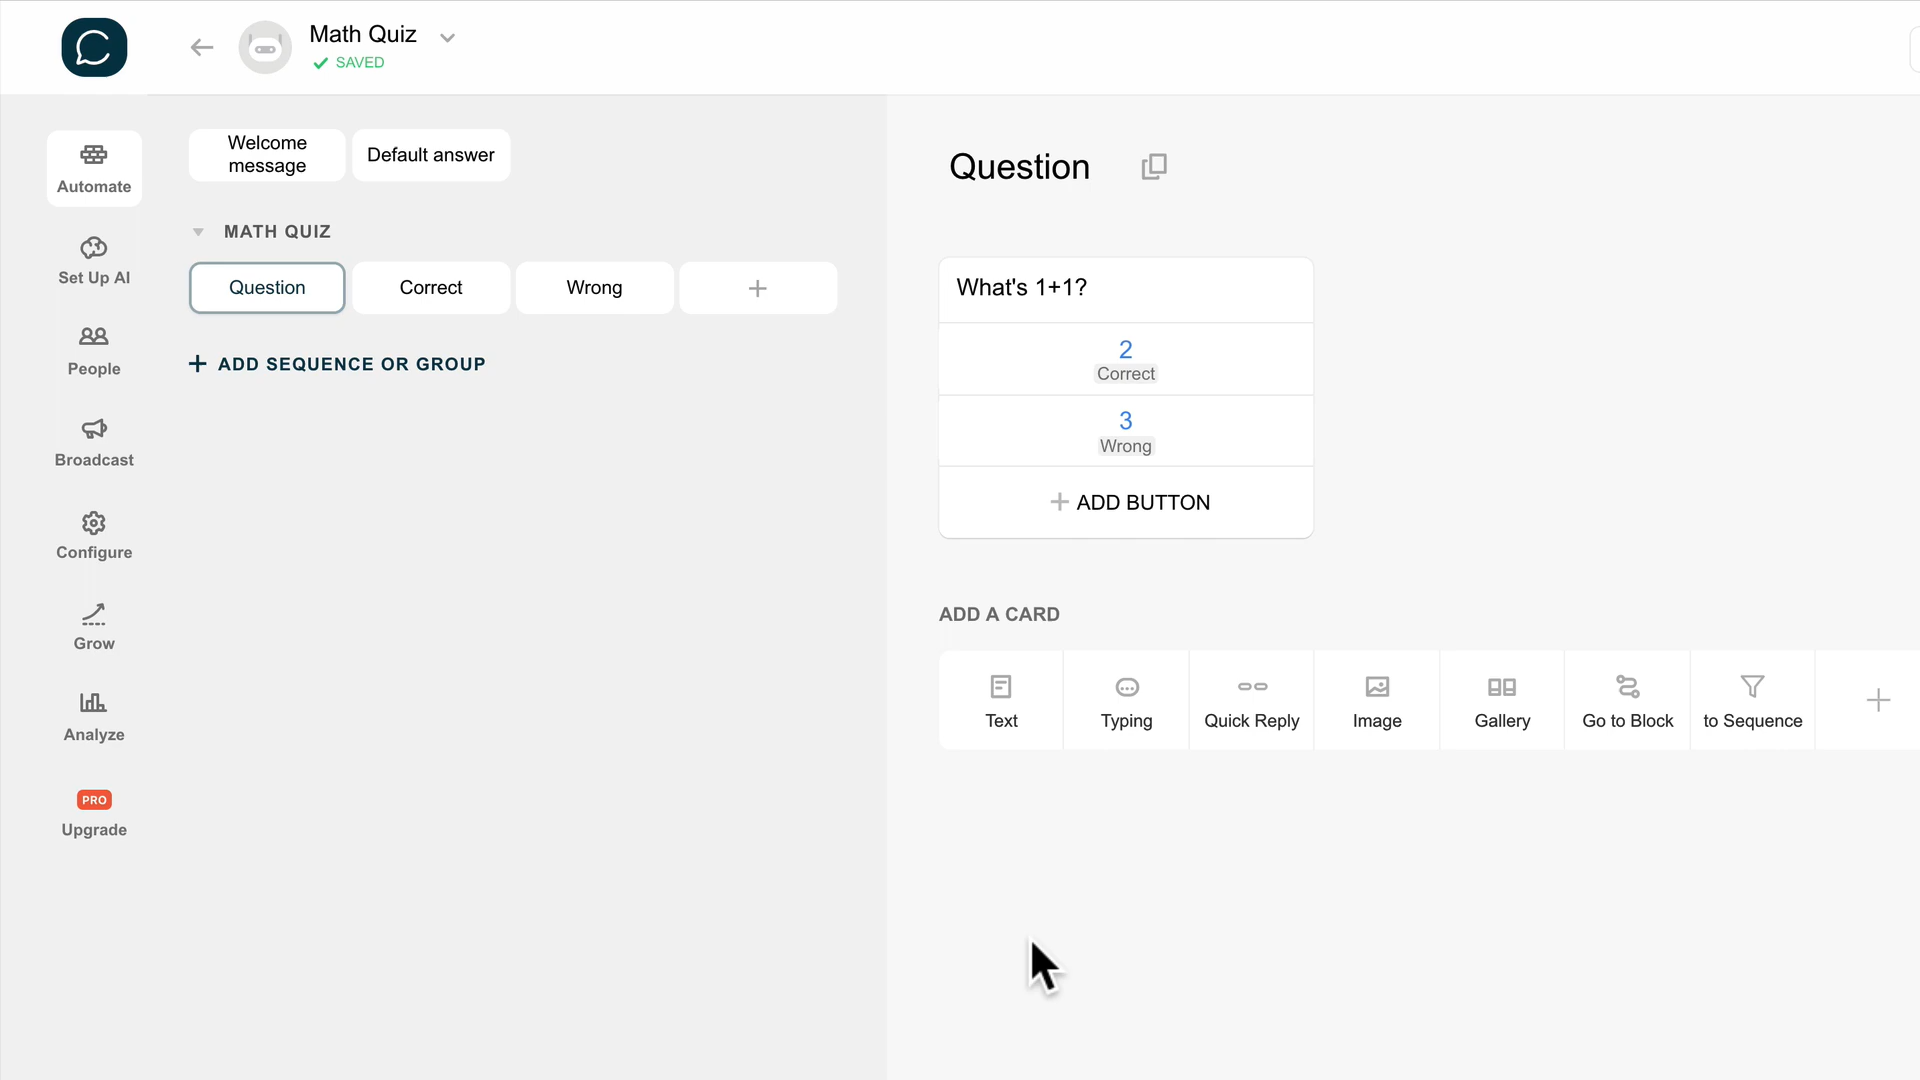 Math Quiz
SAVED
Automate
Set Up AI
People
Broadcast
Configure
Grow
Analyze
PRO
Upgrade
Welcome
message
Default answer
MATH QUIZ
Question
Correct
Wrong
ADD SEQUENCE OR GROUP
Question
What's 1+1?
2
Correct
3
Wrong
ADD BUTTON
ADD A CARD
Text
Typing
Quick Reply
Image
Gallery
Go to Block
to Sequence